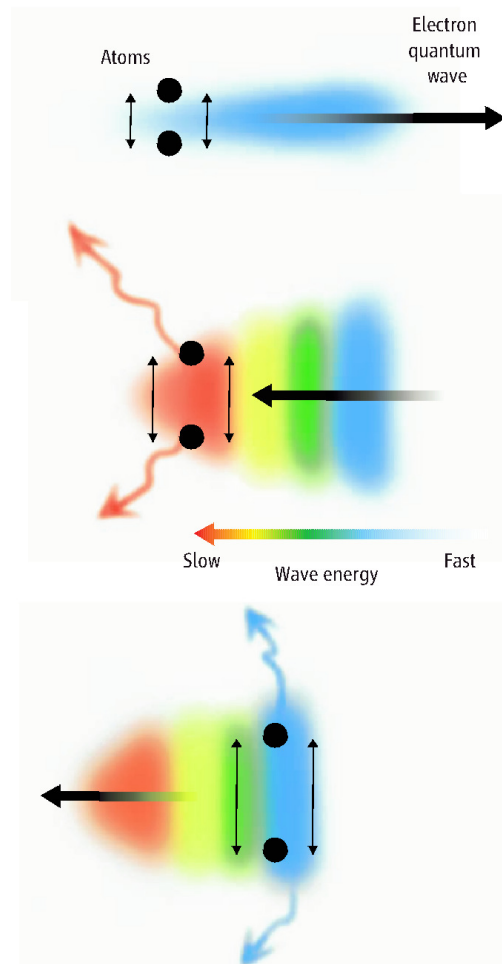 Electron
quantum
wave
Atoms
Slow
Fast
Wave energy